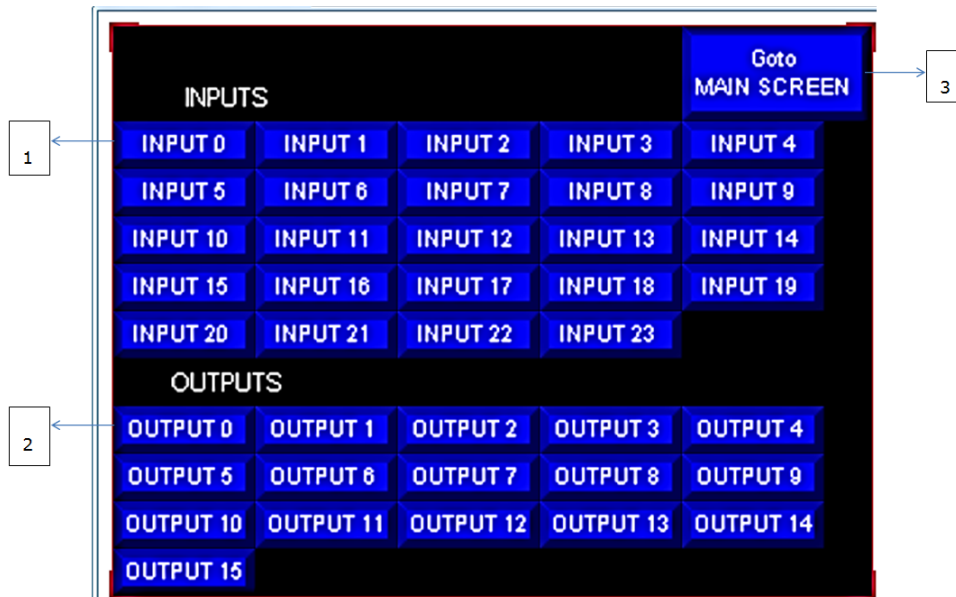 Goto
MAIN SCREEN
3
INPUTS
1
INPUT 0 INPUT 1 INPUT 2 INPUT 3 INPUT 4
INPUT 5 INPUT 6 INPUT 7 INPUT 8 INPUT 9
INPUT 10 INPUT 11 INPUT 12 INPUT 13 INPUT 14
INPUT 15 INPUT 16 INPUT 17 INPUT 18 INPUT 19
INPUT 20 INPUT 21 INPUT 22 INPUT 23
OUTPUTS
2
OUTPUT 0 OUTPUT 1 OUTPUT 2 OUTPUT 3 OUTPUT 4
OUTPUT 5 OUTPUT 6 OUTPUT 7 OUTPUT 8 OUTPUT 9
OUTPUT 10 OUTPUT 11 OUTPUT 12 OUTPUT 13 OUTPUT 14
OUTPUT 15